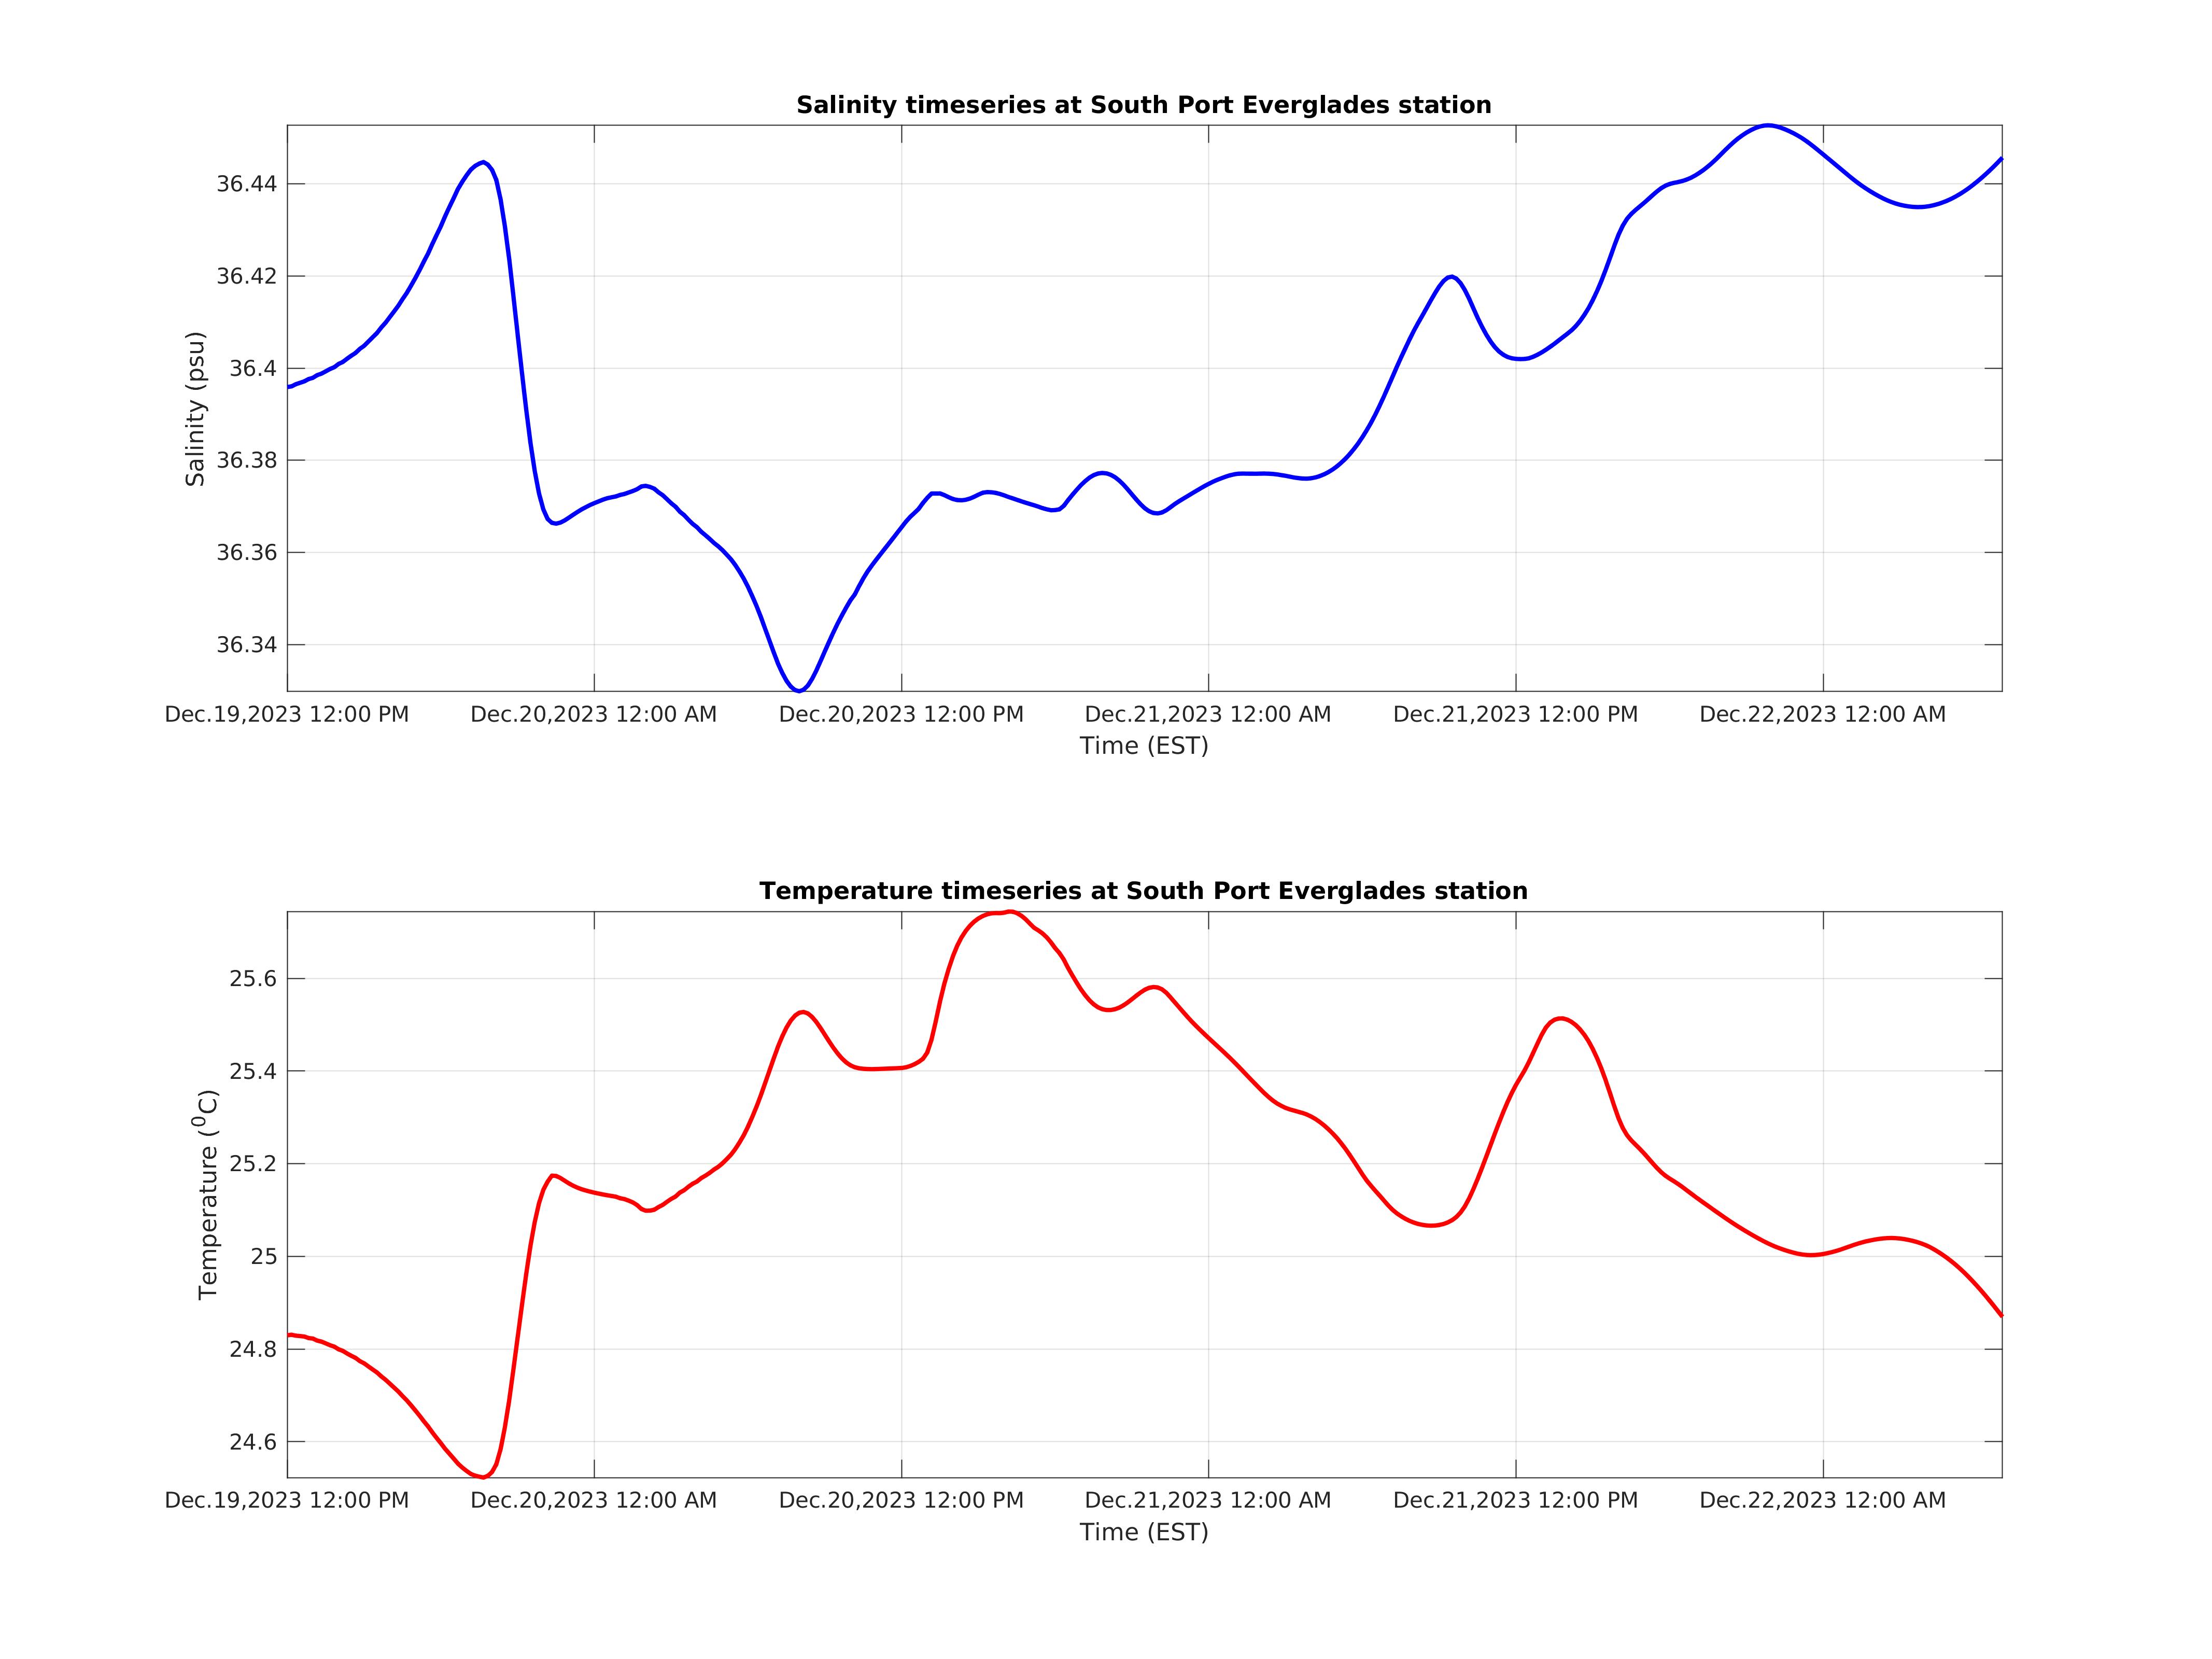 Salinity timeseries at South Port Everglades station
Salinity (psu)
36.44
36.42
36.4
36.38
36.36
36.34
Dec.19,2023 12:00 PM
Dec.20,2023 12:00 AM
Dec.20,2023 12:00 PM
Dec.21,2023 12:00 AM
Dec.21,2023 12:00 PM
Dec.22,2023 12:00 AM
Time (EST)
Temperature timeseries at South Port Everglades station
Temperature (⁰C)
25.6
25.4
25.2
25
24.8
24.6
Dec.19,2023 12:00 PM
Dec.20,2023 12:00 AM
Dec.20,2023 12:00 PM
Dec.21,2023 12:00 AM
Dec.21,2023 12:00 PM
Dec.22,2023 12:00 AM
Time (EST)